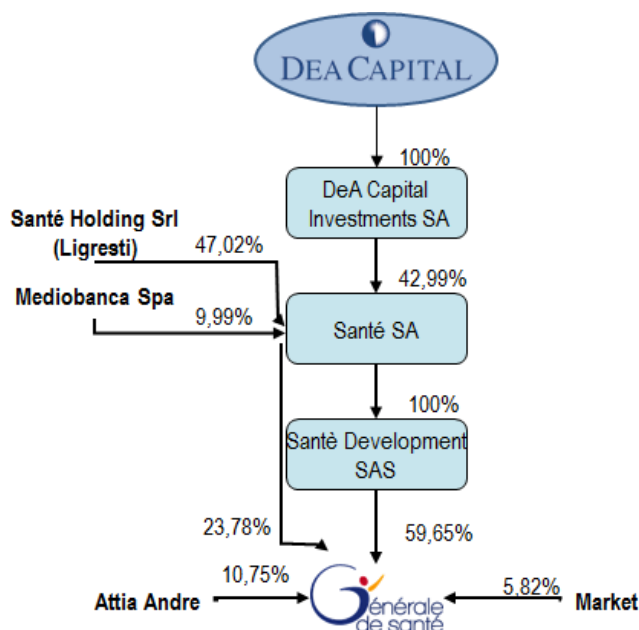 DEA CAPITAL
100%
DeA Capital
Investments SA
Santé Holding Srl
(Ligresti)
47,02%
42,99%
Mediobanca Spa
9,99%
Santé SA
100%
Santè Development
SAS
23,78%
59,65%
10,75%
Attia Andre
Générale
de santé
5,82%
Market